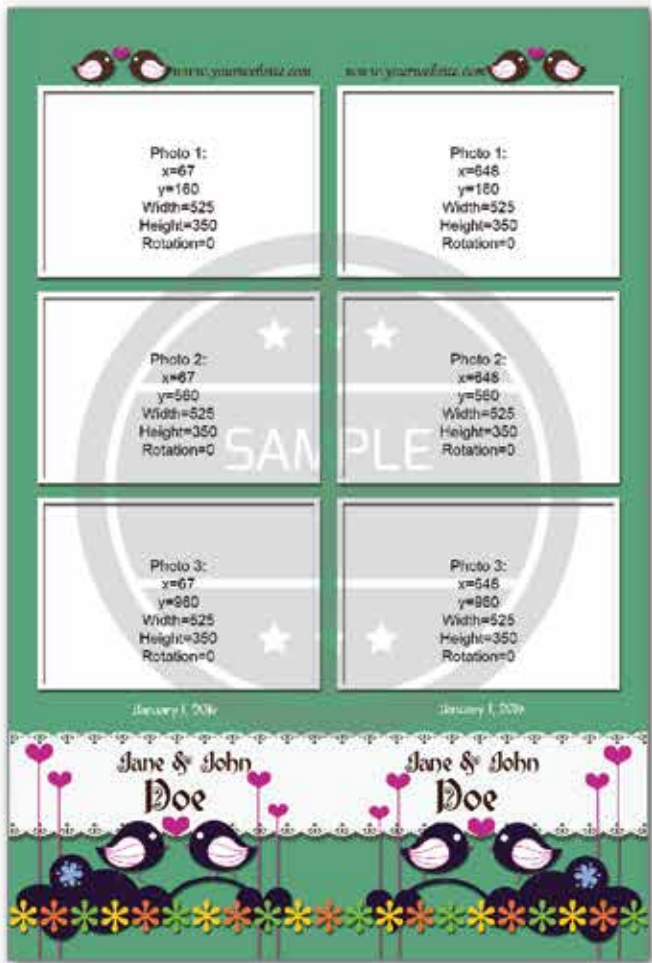 www.yourwebsite.com
www.yourwebsite.com
Photo 1:
x=67
y=160
Width=525
Height=350
Rotation=0
Photo 1:
x=648
y=160
Width=525
Height=350
Rotation=0
Photo 2:
x=67
y=560
Width=525
Height=350
Rotation=0
Photo 2:
x=648
y=560
Width=525
Height=350
Rotation=0
SAMPLE
Photo 3:
x=67
y=960
Width=525
Height=350
Rotation=0
Photo 3:
x=648
y=960
Width=525
Height=350
Rotation=0
January 1, 2016
January 1, 2016
Jane & John
Doe
Jane & John
Doe